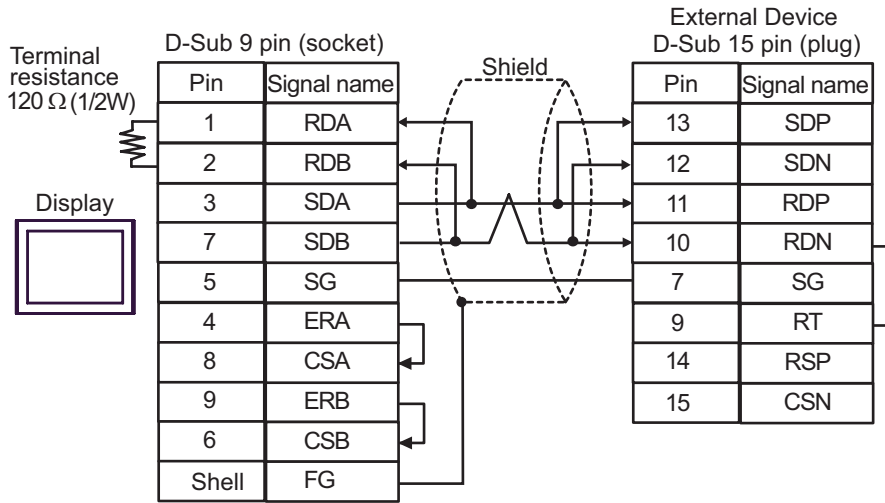 External Device
D-Sub 9 pin (socket)
D-Sub 15 pin (plug)
Terminal
resistance
120 Ω (1/2W)
Shield
Display
Pin Signal name
1 RDA
2 RDB
3 SDA
7 SDB
5 SG
4 ERA
8 CSA
9 ERB
6 CSB
Shell FG
Pin Signal name
13 SDP
12 SDN
11 RDP
10 RDN
7 SG
9 RT
14 RSP
15 CSN